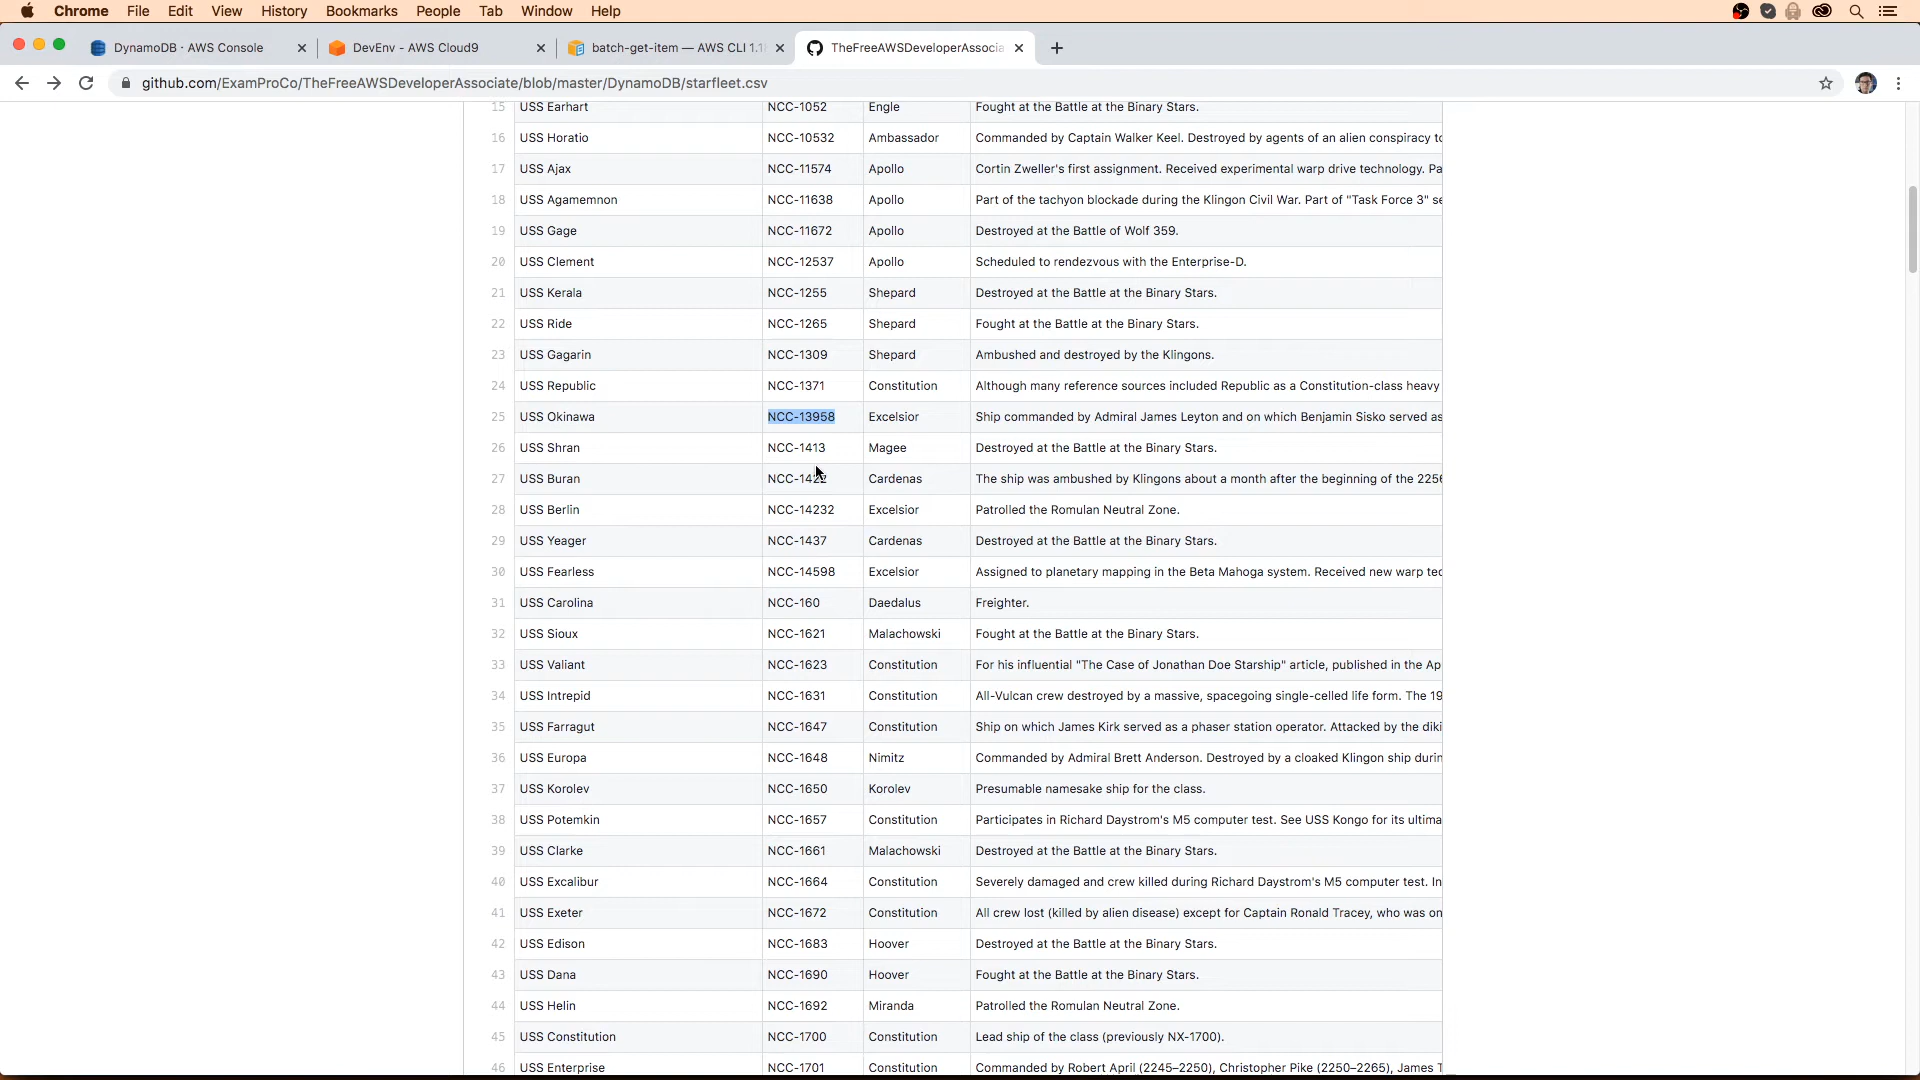 Chrome File Edit View History Bookmarks People Tab Window Help
DynamoDB · AWS Console
DevEnv - AWS Cloud9
batch-get-item — AWS CLI 1.1
TheFreeAWSDeveloperAssocia
github.com/ExamProCo/TheFreeAWSDeveloperAssociate/blob/master/DynamoDB/starfleet.csv
15 USS Earhart NCC-1052 Engle Fought at the Battle at the Binary Stars.
16 USS Horatio NCC-10532 Ambassador Commanded by Captain Walker Keel. Destroyed by agents of an alien conspiracy to
17 USS Ajax NCC-11574 Apollo Cortin Zweller's first assignment. Received experimental warp drive technology. Pa
18 USS Agamemnon NCC-11638 Apollo Part of the tachyon blockade during the Klingon Civil War. Part of "Task Force 3" se
19 USS Gage NCC-11672 Apollo Destroyed at the Battle of Wolf 359.
20 USS Clement NCC-12537 Apollo Scheduled to rendezvous with the Enterprise-D.
21 USS Kerala NCC-1255 Shepard Destroyed at the Battle at the Binary Stars.
22 USS Ride NCC-1265 Shepard Fought at the Battle at the Binary Stars.
23 USS Gagarin NCC-1309 Shepard Ambushed and destroyed by the Klingons.
24 USS Republic NCC-1371 Constitution Although many reference sources included Republic as a Constitution-class heavy
25 USS Okinawa NCC-13958 Excelsior Ship commanded by Admiral James Leyton and on which Benjamin Sisko served as
26 USS Shran NCC-1413 Magee Destroyed at the Battle at the Binary Stars.
27 USS Buran NCC-1422 Cardenas The ship was ambushed by Klingons about a month after the beginning of the 2256
28 USS Berlin NCC-14232 Excelsior Patrolled the Romulan Neutral Zone.
29 USS Yeager NCC-1437 Cardenas Destroyed at the Battle at the Binary Stars.
30 USS Fearless NCC-14598 Excelsior Assigned to planetary mapping in the Beta Mahoga system. Received new warp tec
31 USS Carolina NCC-160 Daedalus Freighter.
32 USS Sioux NCC-1621 Malachowski Fought at the Battle at the Binary Stars.
33 USS Valiant NCC-1623 Constitution For his influential "The Case of Jonathan Doe Starship" article, published in the Ap
34 USS Intrepid NCC-1631 Constitution All-Vulcan crew destroyed by a massive, spacegoing single-celled life form. The 19
35 USS Farragut NCC-1647 Constitution Ship on which James Kirk served as a phaser station operator. Attacked by the diki
36 USS Europa NCC-1648 Nimitz Commanded by Admiral Brett Anderson. Destroyed by a cloaked Klingon ship durin
37 USS Korolev NCC-1650 Korolev Presumable namesake ship for the class.
38 USS Potemkin NCC-1657 Constitution Participates in Richard Daystrom's M5 computer test. See USS Kongo for its ultima
39 USS Clarke NCC-1661 Malachowski Destroyed at the Battle at the Binary Stars.
40 USS Excalibur NCC-1664 Constitution Severely damaged and crew killed during Richard Daystrom's M5 computer test. In
41 USS Exeter NCC-1672 Constitution All crew lost (killed by alien disease) except for Captain Ronald Tracey, who was on
42 USS Edison NCC-1683 Hoover Destroyed at the Battle at the Binary Stars.
43 USS Dana NCC-1690 Hoover Fought at the Battle at the Binary Stars.
44 USS Helin NCC-1692 Miranda Patrolled the Romulan Neutral Zone.
45 USS Constitution NCC-1700 Constitution Lead ship of the class (previously NX-1700).
46 USS Enterprise NCC-1701 Constitution Commanded by Robert April (2245–2250), Christopher Pike (2250–2265), James T